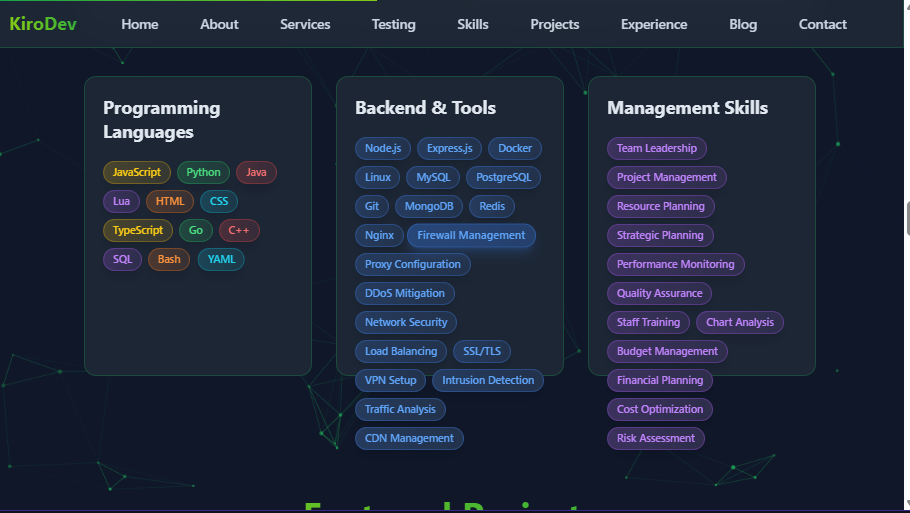 KiroDev Home About Services Testing Skills Projects Experience Blog Contact
Programming
Languages
JavaScript Python Java
Lua HTML CSS
TypeScript Go C++
SQL Bash YAML
Backend & Tools
Node.js Express.js Docker
Linux MySQL PostgreSQL
Git MongoDB Redis
Nginx Firewall Management
Proxy Configuration
DDoS Mitigation
Network Security
Load Balancing SSL/TLS
VPN Setup Intrusion Detection
Traffic Analysis
CDN Management
Management Skills
Team Leadership
Project Management
Resource Planning
Strategic Planning
Performance Monitoring
Quality Assurance
Staff Training Chart Analysis
Budget Management
Financial Planning
Cost Optimization
Risk Assessment